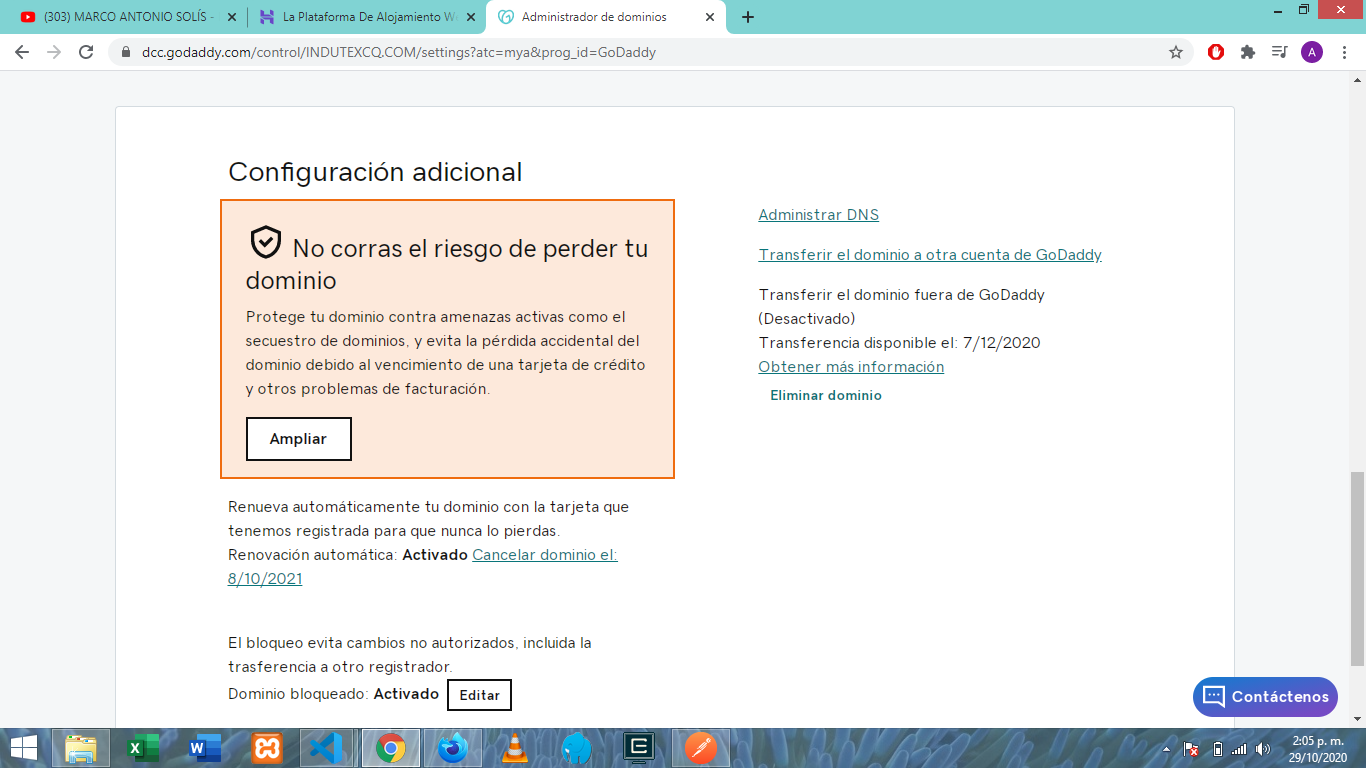 (303) MARCO ANTONIO SOLÍS -
La Plataforma De Alojamiento W
Administrador de dominios
dcc.godaddy.com/control/INDUTEXCQ.COM/settings?atc=mya&prog_id=GoDaddy
A
Configuración adicional
No corras el riesgo de perder tu
dominio
Protege tu dominio contra amenazas activas como el
secuestro de dominios, y evita la pérdida accidental del
dominio debido al vencimiento de una tarjeta de crédito
y otros problemas de facturación.
Ampliar
Renueva automáticamente tu dominio con la tarjeta que
tenemos registrada para que nunca lo pierdas.
Renovación automática: Activado Cancelar dominio el:
8/10/2021
El bloqueo evita cambios no autorizados, incluida la
trasferencia a otro registrador.
Dominio bloqueado: Activado Editar
Administrar DNS
Transferir el dominio a otra cuenta de GoDaddy
Transferir el dominio fuera de GoDaddy
(Desactivado)
Transferencia disponible el: 7/12/2020
Obtener más información
Eliminar dominio
Contáctenos
2:05 p. m.
29/10/2020